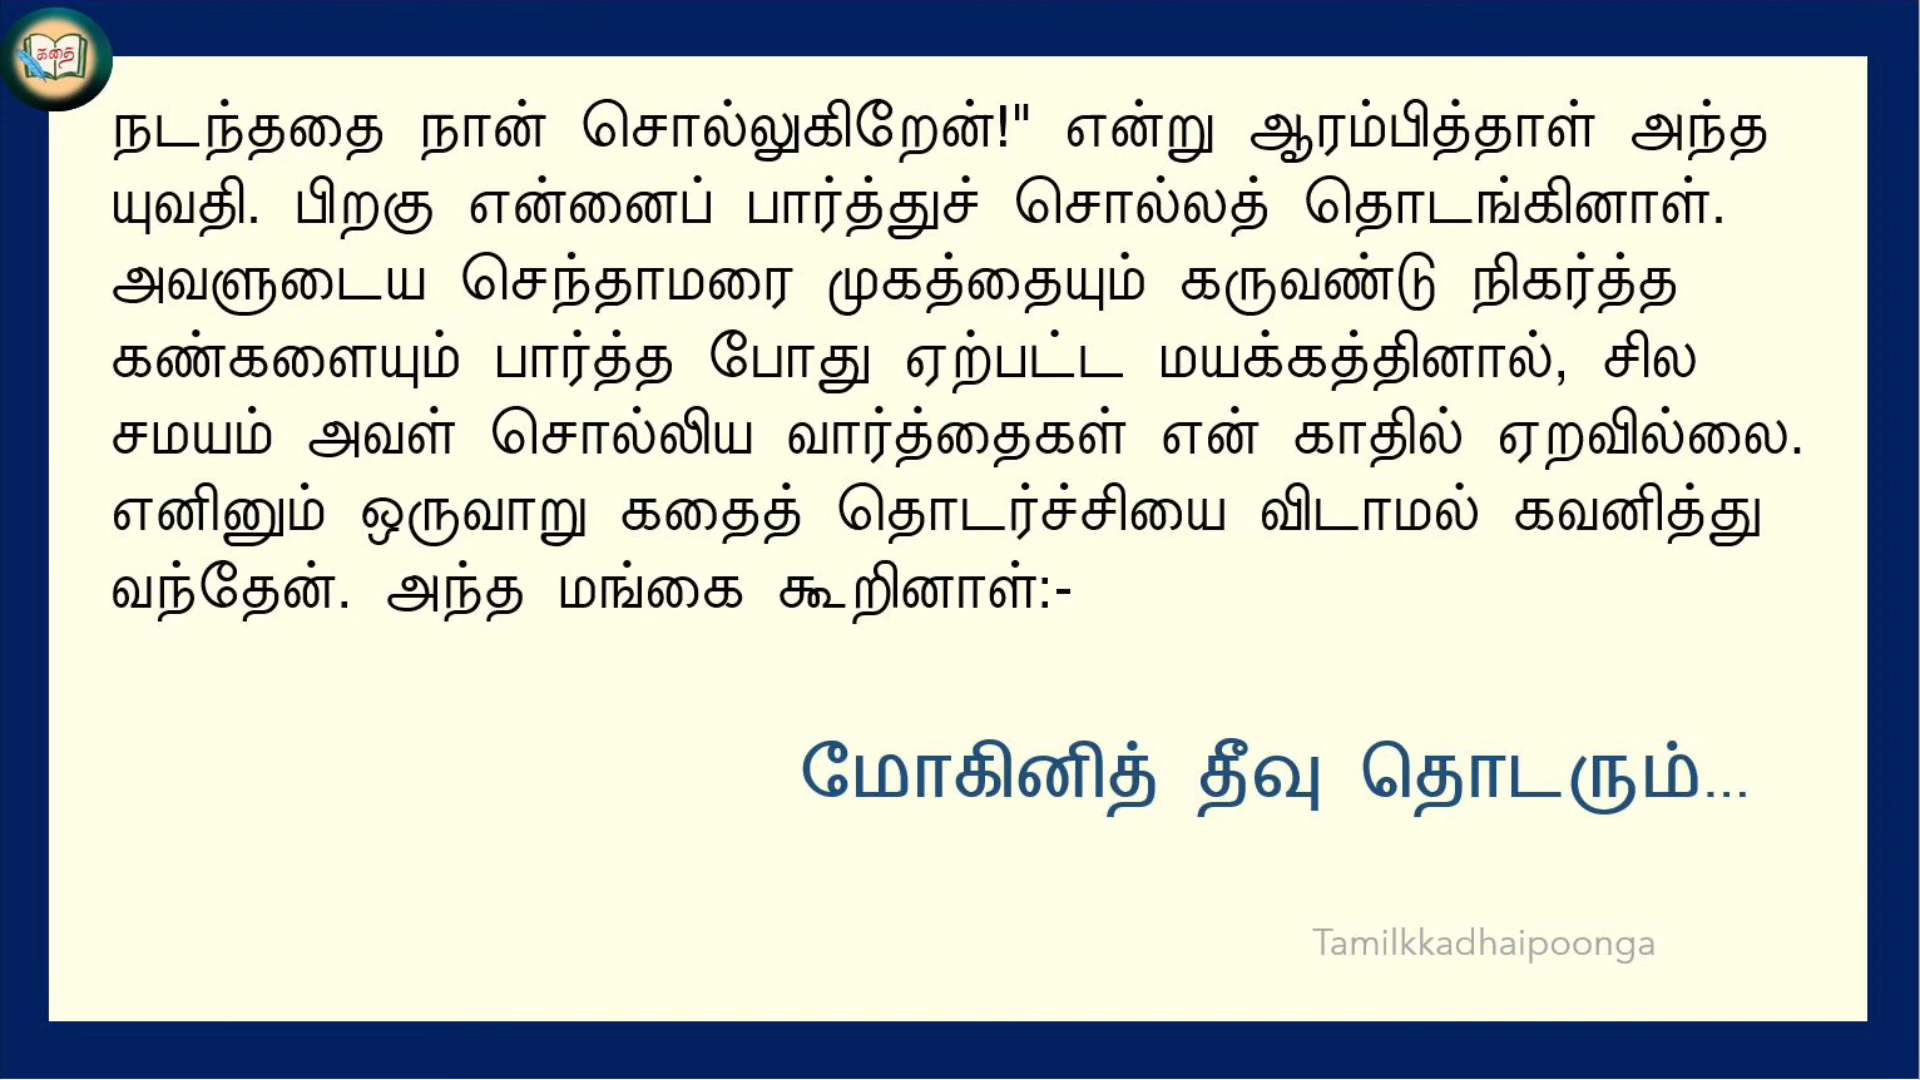 கதை
நடந்ததை நான் சொல்லுகிறேன்!" என்று ஆரம்பித்தாள் அந்த
யுவதி. பிறகு என்னைப் பார்த்துச் சொல்லத் தொடங்கினாள்.
அவளுடைய செந்தாமரை முகத்தையும் கருவண்டு நிகர்த்த
கண்களையும் பார்த்த போது ஏற்பட்ட மயக்கத்தினால், சில
சமயம் அவள் சொல்லிய வார்த்தைகள் என் காதில் ஏறவில்லை.
எனினும் ஒருவாறு கதைத் தொடர்ச்சியை விடாமல் கவனித்து
வந்தேன். அந்த மங்கை கூறினாள்:-
மோகினித் தீவு தொடரும்...
Tamilkkadhaipoonga